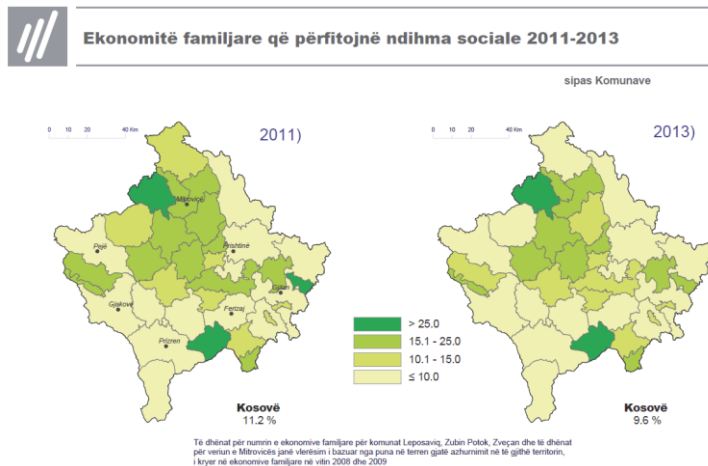 Ekonomitë familjare që përfitojnë ndihma sociale 2011-2013
sipas Komunave
0 10 20 40 Km
2011)
0 10 20 40 Km
2013)
Mitrovicë
Pejë
Prishtinë
Gjilan
Gjakovë
Ferizaj
Prizren
> 25.0
15.1 - 25.0
10.1 - 15.0
≤ 10.0
Kosovë
11.2 %
Kosovë
9.6 %
Të dhënat për numrin e ekonomive familjare për komunat Leposaviq, Zubin Potok, Zveçan dhe të dhënat
për veriun e Mitrovicës janë vlerësim i bazuar nga puna në terren gjatë azhurnimit në të gjithë territorin,
i kryer në ekonomive familjare në vitin 2008 dhe 2009